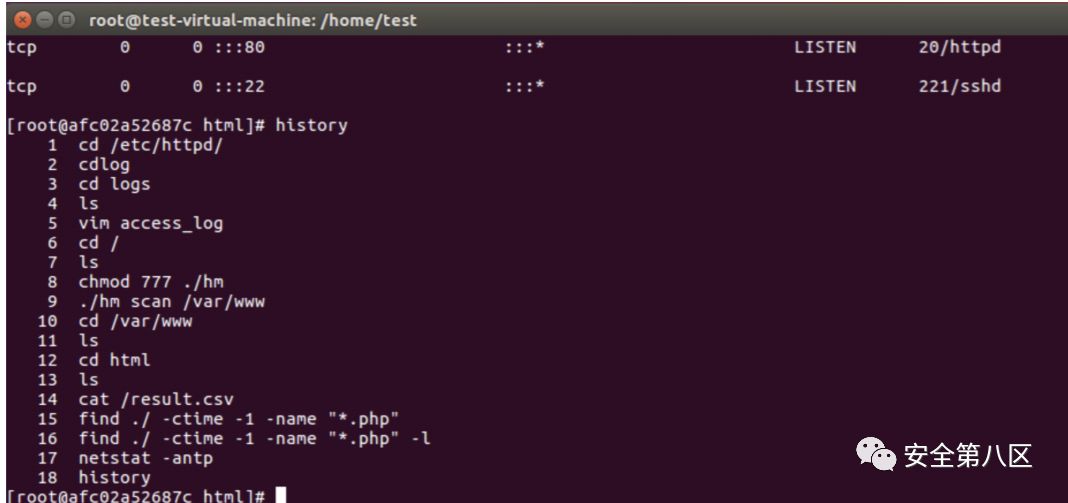 root@test-virtual-machine: /home/test
tcp 0 0 :::80 :::* LISTEN 20/httpd
tcp 0 0 :::22 :::* LISTEN 221/sshd
[root@afc02a52687c html]# history
1 cd /etc/httpd/
2 cdlog
3 cd logs
4 ls
5 vim access_log
6 cd /
7 ls
8 chmod 777 ./hm
9 ./hm scan /var/www
10 cd /var/www
11 ls
12 cd html
13 ls
14 cat /result.csv
15 find ./ -ctime -1 -name "*.php"
16 find ./ -ctime -1 -name "*.php" -l
17 netstat -antp
18 history
[root@afc02a52687c html]#
安全第八区